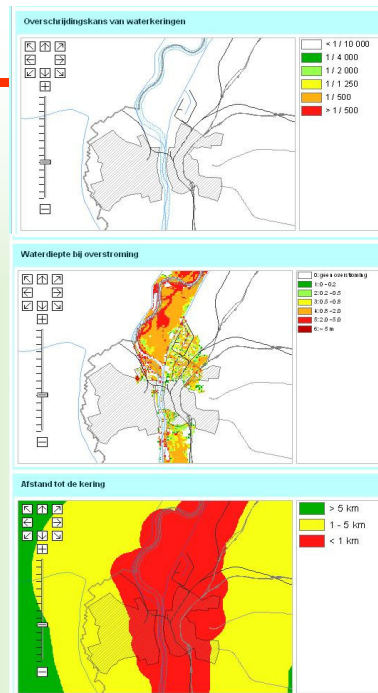 Overschrijdingskans van waterkeringen
< 1 / 10 000
1 / 4 000
1 / 2 000
1 / 1 250
1 / 500
> 1 / 500
Waterdiepte bij overstroming
0: geen overstroming
1: 0 - 0.2
2: 0.2 - 0.5
3: 0.5 - 0.8
4: 0.8 - 2.0
5: 2.0 - 5.0
6: > 5 m
Afstand tot de kering
> 5 km
1 - 5 km
< 1 km